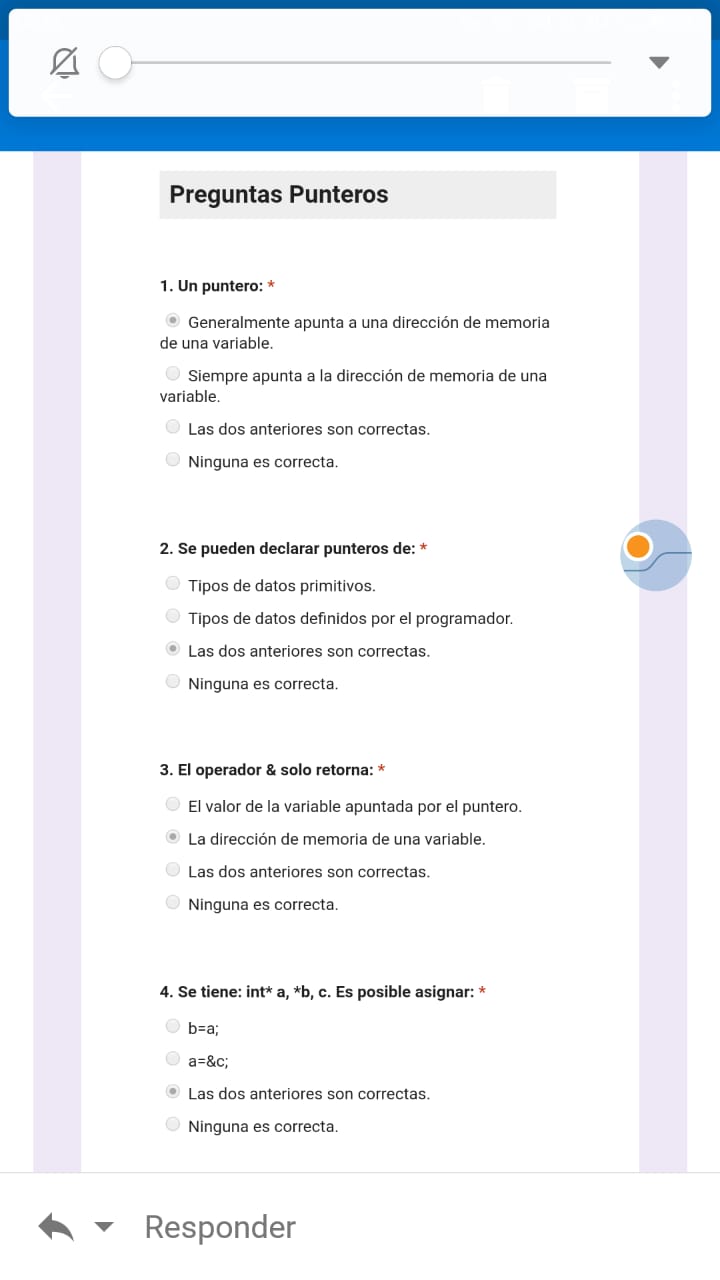 Preguntas Punteros
1. Un puntero: *
Generalmente apunta a una dirección de memoria
de una variable.
Siempre apunta a la dirección de memoria de una
variable.
Las dos anteriores son correctas.
Ninguna es correcta.
2. Se pueden declarar punteros de: *
Tipos de datos primitivos.
Tipos de datos definidos por el programador.
Las dos anteriores son correctas.
Ninguna es correcta.
3. El operador & solo retorna: *
El valor de la variable apuntada por el puntero.
La dirección de memoria de una variable.
Las dos anteriores son correctas.
Ninguna es correcta.
4. Se tiene: int* a, *b, c. Es posible asignar: *
b=a;
a=&c;
Las dos anteriores son correctas.
Ninguna es correcta.
Responder